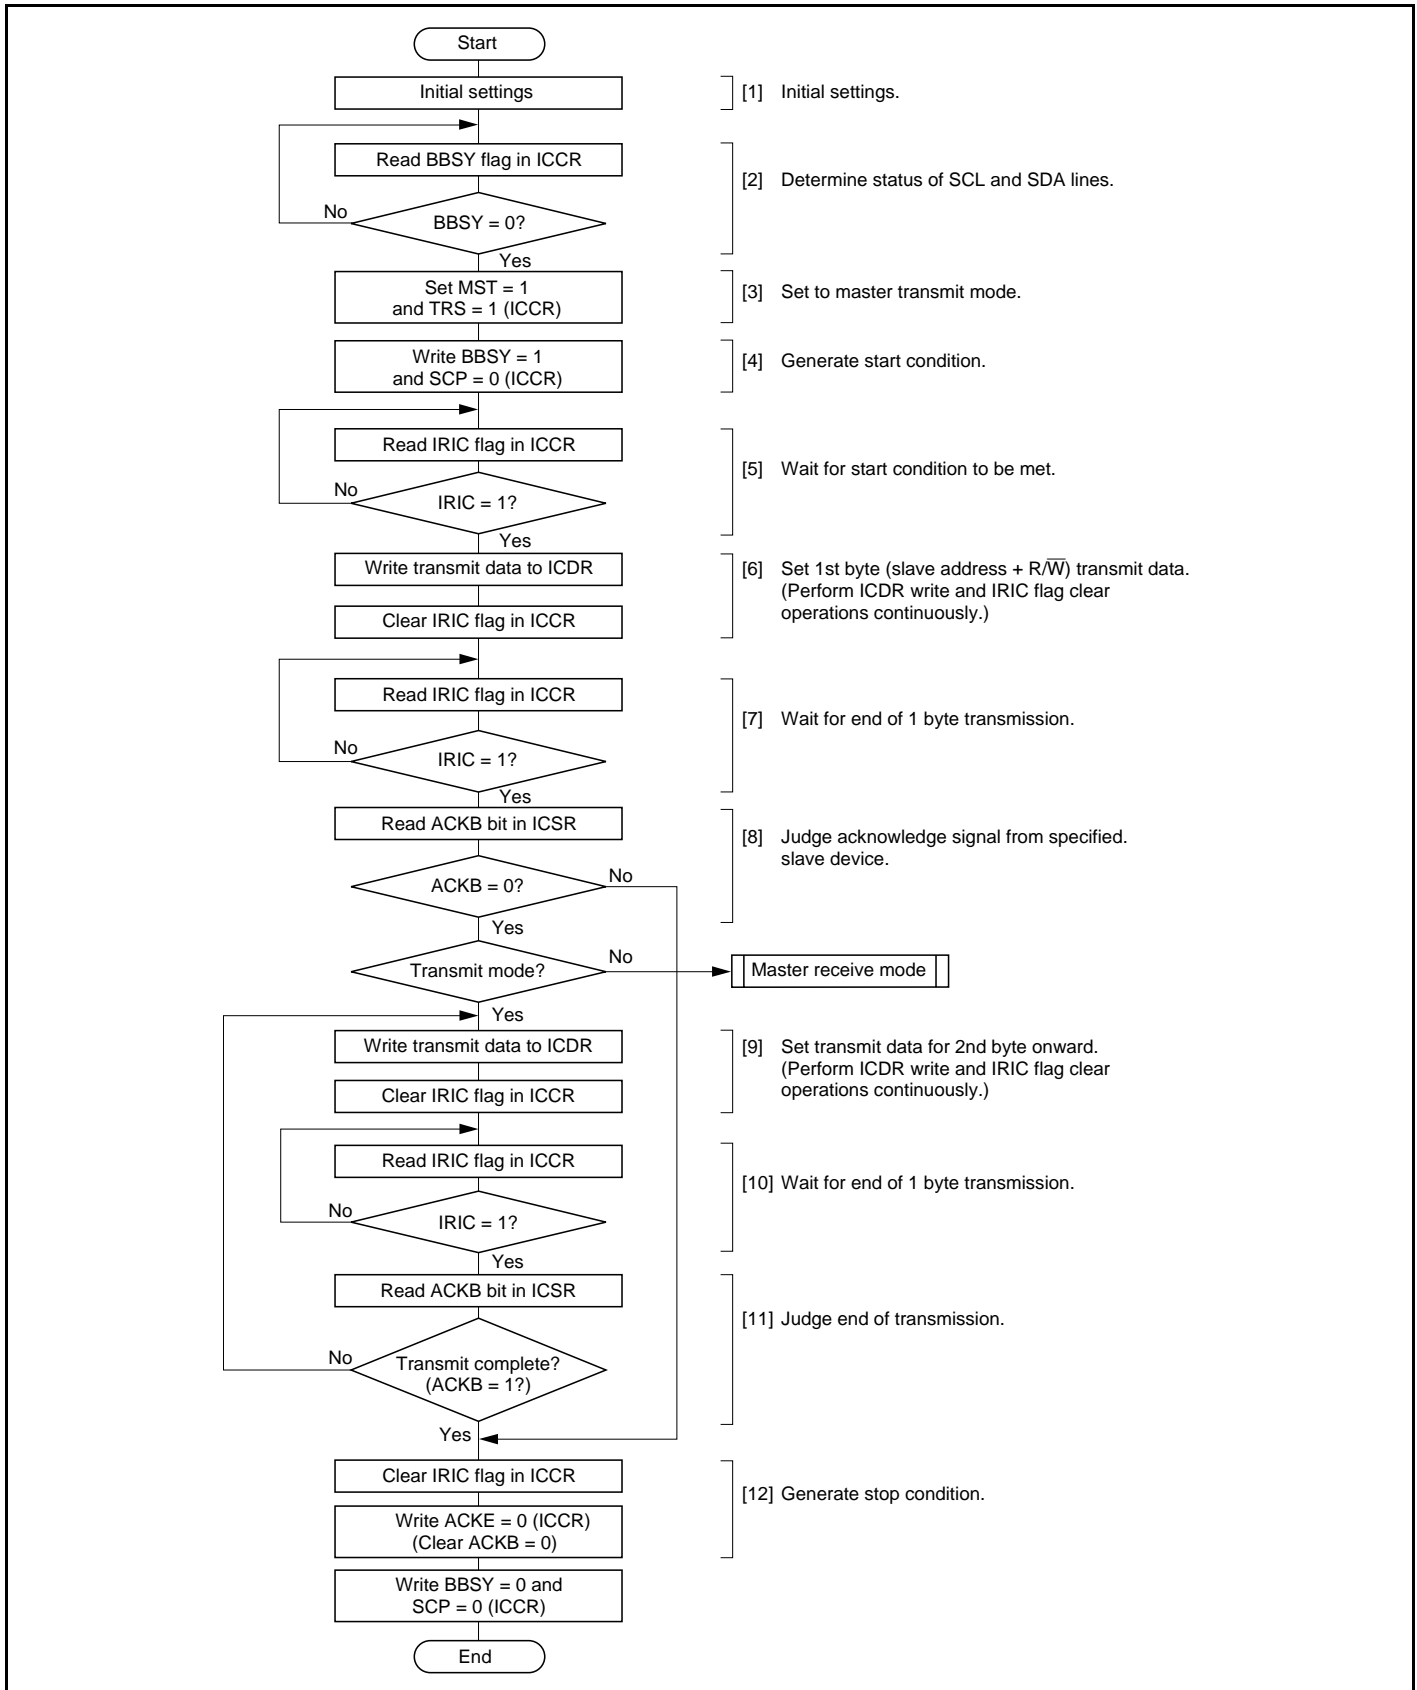 Start
Initial settings
[1] Initial settings.
Read BBSY flag in ICCR
[2] Determine status of SCL and SDA lines.
No
BBSY = 0?
Yes
Set MST = 1
and TRS = 1 (ICCR)
[3] Set to master transmit mode.
Write BBSY = 1
and SCP = 0 (ICCR)
[4] Generate start condition.
Read IRIC flag in ICCR
[5] Wait for start condition to be met.
No
IRIC = 1?
Yes
Write transmit data to ICDR
[6] Set 1st byte (slave address + R/W̅) transmit data.
(Perform ICDR write and IRIC flag clear
operations continuously.)
Clear IRIC flag in ICCR
Read IRIC flag in ICCR
[7] Wait for end of 1 byte transmission.
No
IRIC = 1?
Yes
Read ACKB bit in ICSR
[8] Judge acknowledge signal from specified.
slave device.
ACKB = 0?
No
Yes
Transmit mode?
No
Master receive mode
Yes
Write transmit data to ICDR
[9] Set transmit data for 2nd byte onward.
(Perform ICDR write and IRIC flag clear
operations continuously.)
Clear IRIC flag in ICCR
Read IRIC flag in ICCR
[10] Wait for end of 1 byte transmission.
No
IRIC = 1?
Yes
Read ACKB bit in ICSR
[11] Judge end of transmission.
No
Transmit complete?
(ACKB = 1?)
Yes
Clear IRIC flag in ICCR
[12] Generate stop condition.
Write ACKE = 0 (ICCR)
(Clear ACKB = 0)
Write BBSY = 0 and
SCP = 0 (ICCR)
End